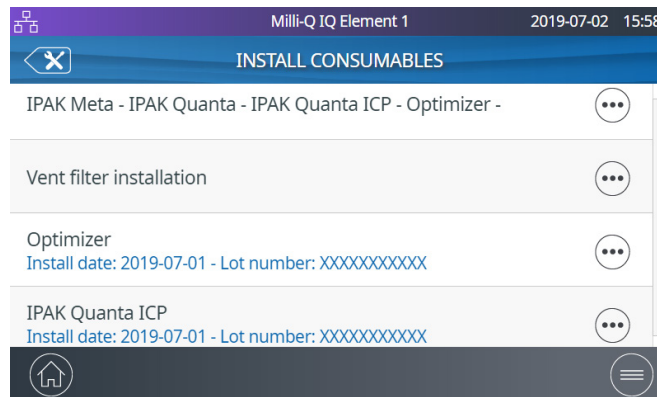 Milli-Q IQ Element 1 2019-07-02 15:58
INSTALL CONSUMABLES
IPAK Meta - IPAK Quanta - IPAK Quanta ICP - Optimizer -
Vent filter installation
Optimizer
Install date: 2019-07-01 - Lot number: XXXXXXXXXXX
IPAK Quanta ICP
Install date: 2019-07-01 - Lot number: XXXXXXXXXXX